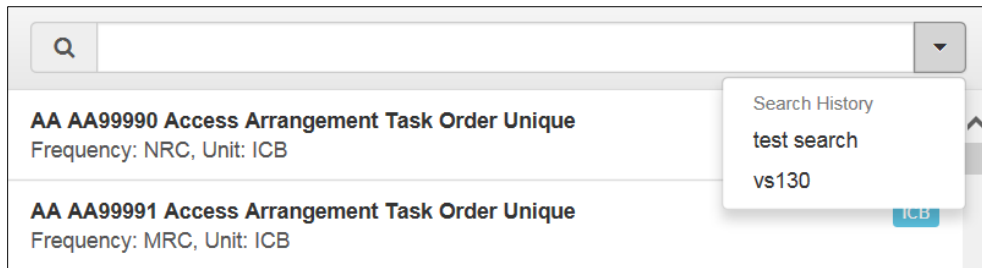 Search History
test search
vs130
AA AA99990 Access Arrangement Task Order Unique
Frequency: NRC, Unit: ICB
AA AA99991 Access Arrangement Task Order Unique
ICB
Frequency: MRC, Unit: ICB